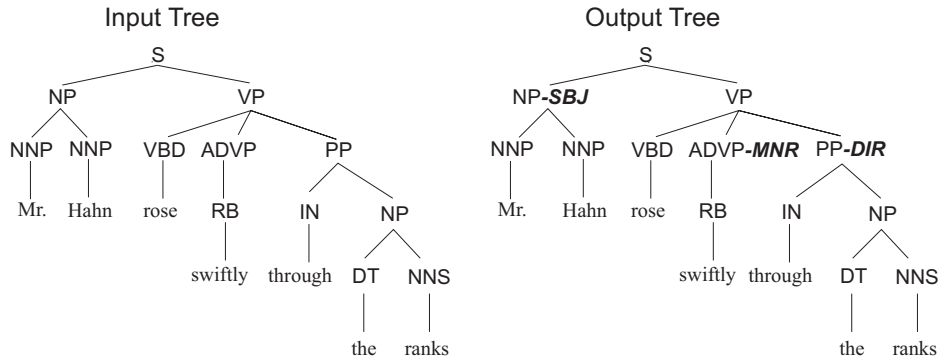 Input Tree Output Tree
S S
NP VP NP-SBJ VP
NNP NNP VBD ADVP PP NNP NNP VBD ADVP-MNR PP-DIR
Mr. Hahn rose RB IN NP Mr. Hahn rose RB IN NP
swiftly through DT NNS swiftly through DT NNS
the ranks the ranks